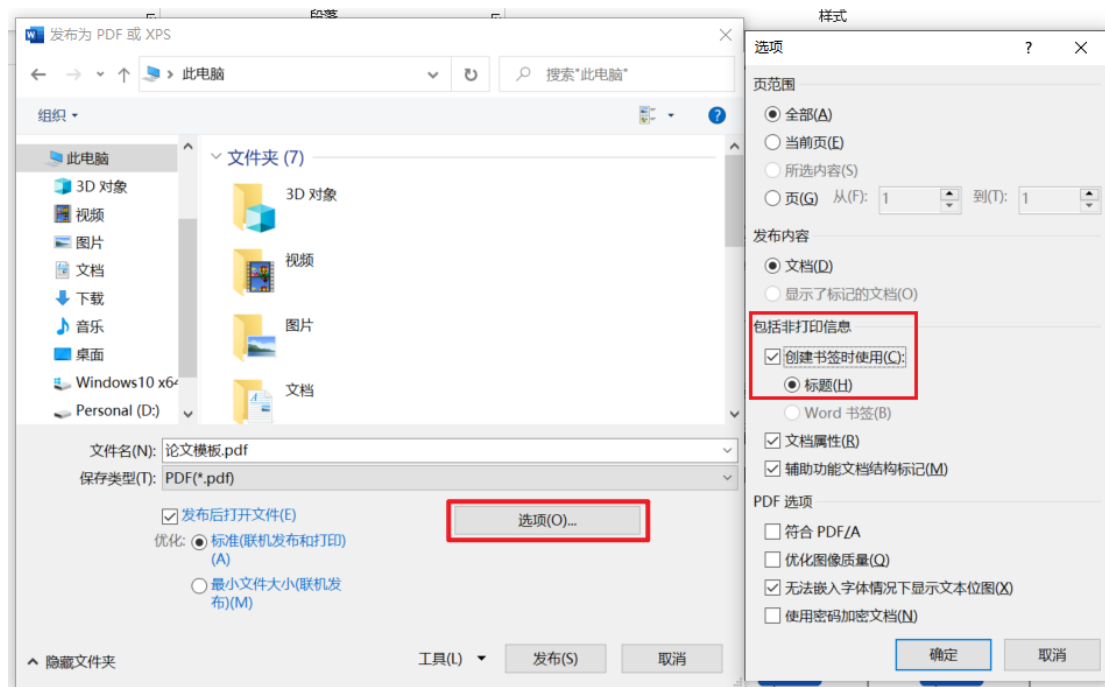 段落
样式
发布为 PDF 或 XPS
此电脑
搜索"此电脑"
组织
此电脑
3D 对象
视频
图片
文档
下载
音乐
桌面
Windows10 x64
Personal (D:)
文件夹 (7)
3D 对象
视频
图片
文档
文件名(N): 论文模板.pdf
保存类型(T): PDF(*.pdf)
发布后打开文件(E)
优化: 标准(联机发布和打印)
(A)
最小文件大小(联机发
布)(M)
选项(O)...
隐藏文件夹
工具(L) 发布(S) 取消
选项 ?
页范围
全部(A)
当前页(E)
所选内容(S)
页(G) 从(F): 1 到(T): 1
发布内容
文档(D)
显示了标记的文档(O)
包括非打印信息
创建书签时使用(C):
标题(H)
Word 书签(B)
文档属性(R)
辅助功能文档结构标记(M)
PDF 选项
符合 PDF/A
优化图像质量(Q)
无法嵌入字体情况下显示文本位图(X)
使用密码加密文档(N)
确定 取消